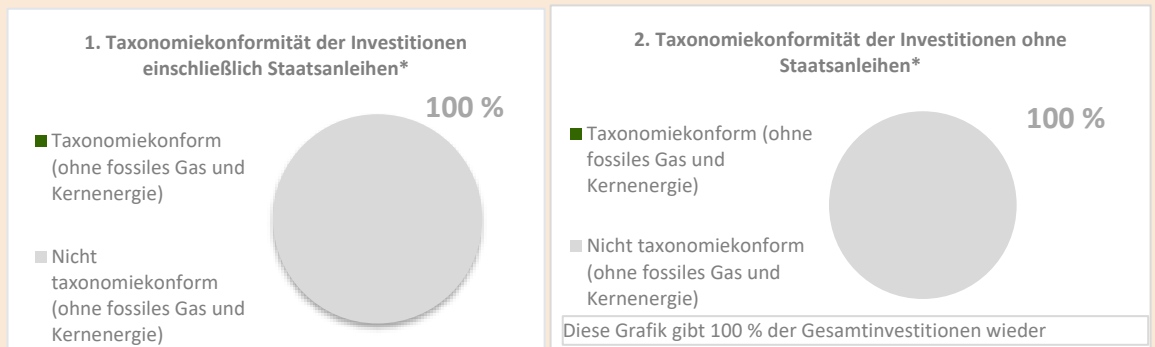 1. Taxonomiekonformität der Investitionen
einschließlich Staatsanleihen*
100 %
Taxonomiekonform
(ohne fossiles Gas und
Kernenergie)
Nicht
taxonomiekonform
(ohne fossiles Gas und
Kernenergie)
2. Taxonomiekonformität der Investitionen ohne
Staatsanleihen*
100 %
Taxonomiekonform (ohne
fossiles Gas und
Kernenergie)
Nicht taxonomiekonform
(ohne fossiles Gas und
Kernenergie)
Diese Grafik gibt 100 % der Gesamtinvestitionen wieder